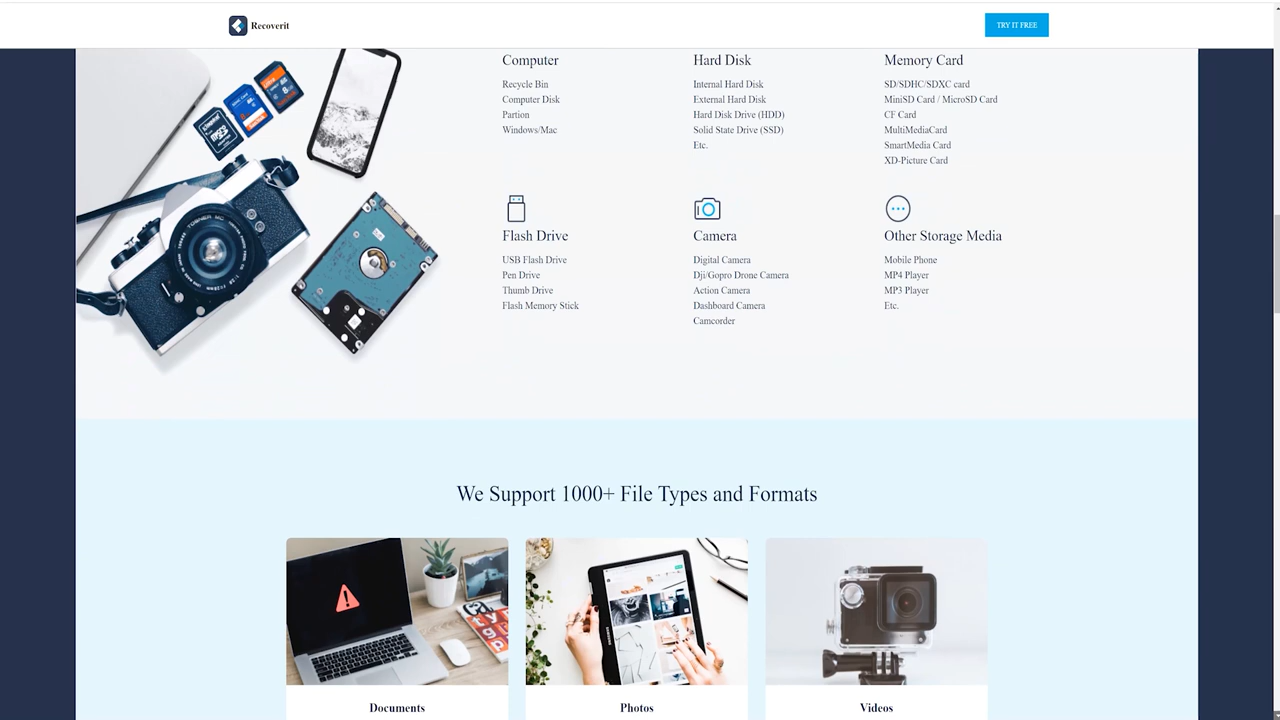 Recoverit
TRY IT FREE
Computer
Recycle Bin
Computer Disk
Partion
Windows/Mac
Hard Disk
Internal Hard Disk
External Hard Disk
Hard Disk Drive (HDD)
Solid State Drive (SSD)
Etc.
Memory Card
SD/SDHC/SDXC card
MiniSD Card / MicroSD Card
CF Card
MultiMediaCard
SmartMedia Card
XD-Picture Card
Flash Drive
USB Flash Drive
Pen Drive
Thumb Drive
Flash Memory Stick
Camera
Digital Camera
Dji/Gopro Drone Camera
Action Camera
Dashboard Camera
Camcorder
Other Storage Media
Mobile Phone
MP4 Player
MP3 Player
Etc.
We Support 1000+ File Types and Formats
Documents
Photos
Videos